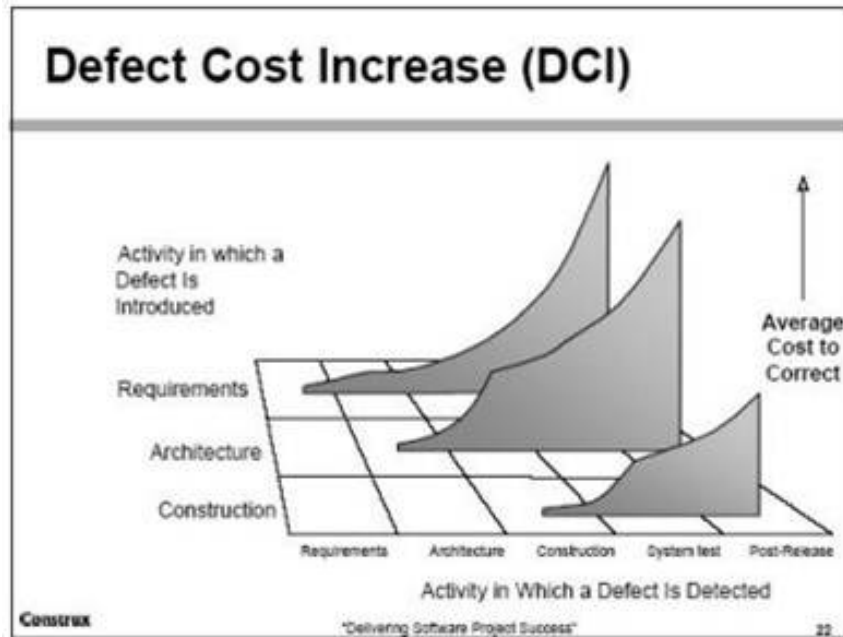 Defect Cost Increase (DCI)
Activity in which a
Defect Is
Introduced
Average
Cost to
Correct
Requirements
Architecture
Construction
Requirements Architecture Construction System test Post-Release
Activity in Which a Defect Is Detected
Construx
"Delivering Software Project Success"
22